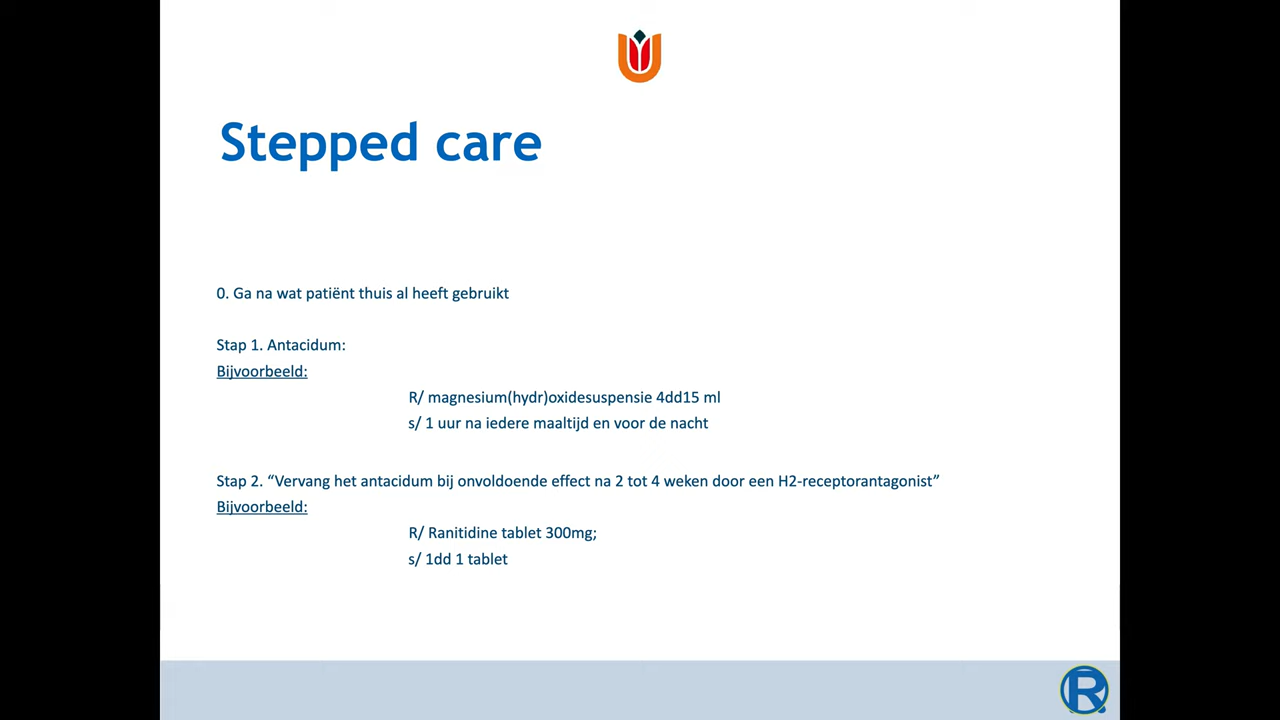 Stepped care
0. Ga na wat patiënt thuis al heeft gebruikt
Stap 1. Antacidum:
Bijvoorbeeld:
R/ magnesium(hydr)oxidesuspensie 4dd15 ml
s/ 1 uur na iedere maaltijd en voor de nacht
Stap 2. “Vervang het antacidum bij onvoldoende effect na 2 tot 4 weken door een H2-receptorantagonist”
Bijvoorbeeld:
R/ Ranitidine tablet 300mg;
s/ 1dd 1 tablet
R